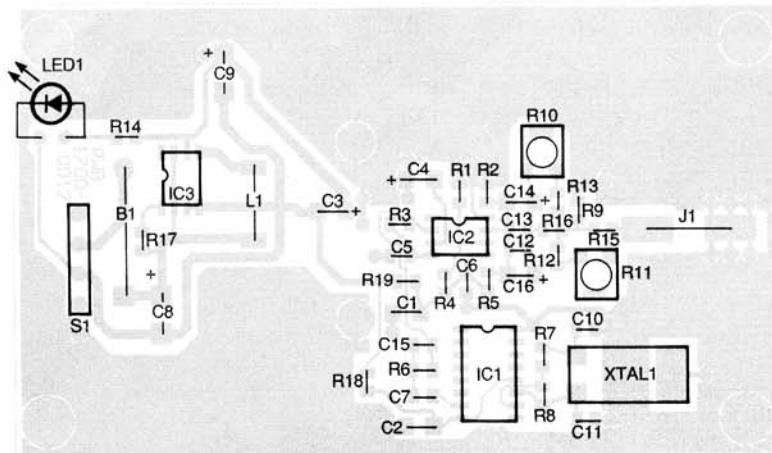 LED1
C9
R14
IC3
B1
L1
R17
C8
S1
C3
C4
R1
R2
R10
C14
R13
R9
R3
IC2
C13
R16
C12
J1
R15
C5
R12
R11
R19
C6
C16
R4
R5
C1
C10
C15
R7
R6
IC1
XTAL1
R18
C7
R8
C2
C11